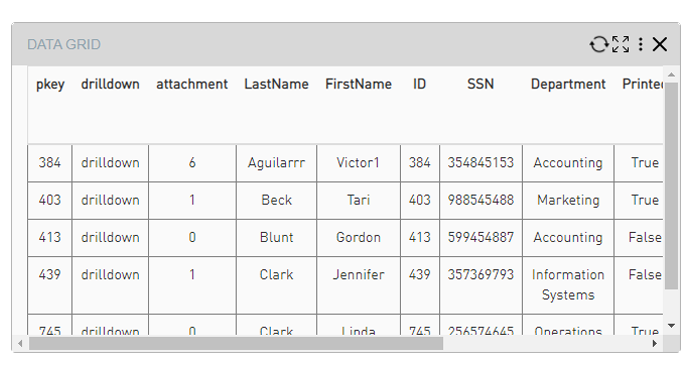 DATA GRID
pkey drilldown attachment LastName FirstName ID SSN Department Printed
384 drilldown 6 Aguilarrr Victor1 384 354845153 Accounting True
403 drilldown 1 Beck Tari 403 988545488 Marketing True
413 drilldown 0 Blunt Gordon 413 599454887 Accounting False
439 drilldown 1 Clark Jennifer 439 357369793 Information False
Systems
745 drilldown 0 Clark Linda 745 256574645 Operations True